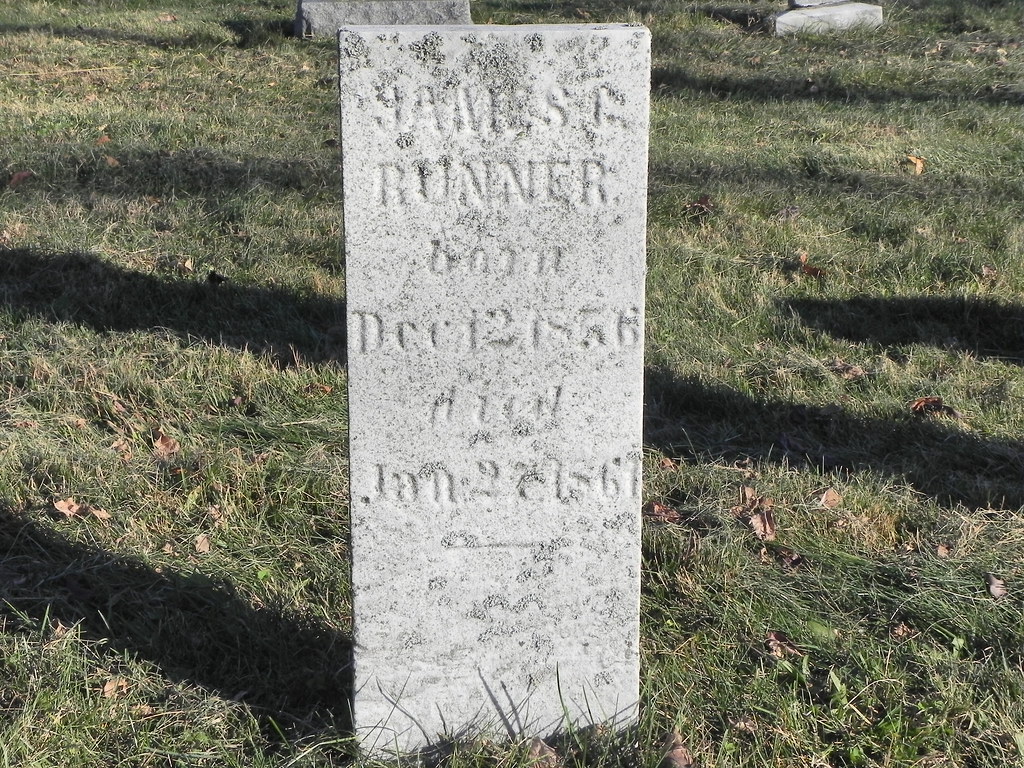 JAMES C.
RUNNER.
born
Dec 12 1856
died
Jan. 27 1861